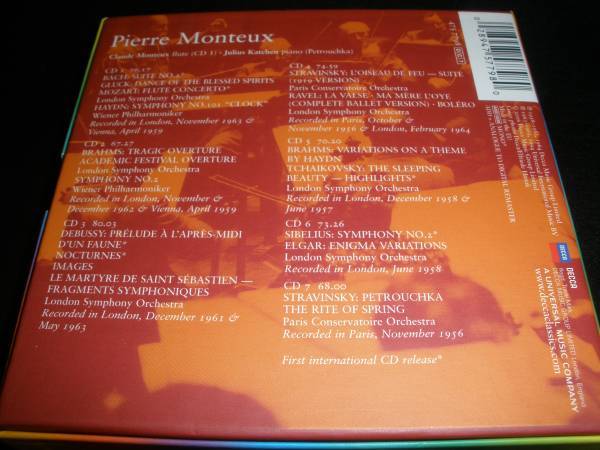 Pierre Monteux
Claude Monteux flute (CD 1) · Julius Katchen piano (Petrouchka)
BACH: SUITE NO.2*
GLUCK: DANCE OF THE BLESSED SPIRITS
MOZART: FLUTE CONCERTO*
London Symphony Orchestra
HAYDN: SYMPHONY NO.101 "CLOCK"
Wiener Philharmoniker
Recorded in London, November 1963 &
Vienna, April 1959
CD 2 67.27
BRAHMS: TRAGIC OVERTURE
ACADEMIC FESTIVAL OVERTURE
London Symphony Orchestra
SYMPHONY NO.2
Wiener Philharmoniker
Recorded in London, November &
December 1962 & Vienna, April 1959
CD 3 80.03
DEBUSSY: PRÉLUDE À L'APRÈS-MIDI
D'UN FAUNE*
NOCTURNES*
IMAGES
LE MARTYRE DE SAINT SÉBASTIEN —
FRAGMENTS SYMPHONIQUES
London Symphony Orchestra
Recorded in London, December 1961 &
May 1963
CD 4 74.59
STRAVINSKY: L'OISEAU DE FEU — SUITE
(1919 VERSION)
Paris Conservatoire Orchestra
RAVEL: LA VALSE · MA MÈRE L'OYE
(COMPLETE BALLET VERSION) · BOLÉRO
London Symphony Orchestra
Recorded in Paris, October &
November 1956 & London, February 1964
CD 5 70.20
BRAHMS: VARIATIONS ON A THEME
BY HAYDN
TCHAIKOVSKY: THE SLEEPING
BEAUTY — HIGHLIGHTS*
London Symphony Orchestra
Recorded in London, December 1958 &
June 1957
CD 6 73.26
SIBELIUS: SYMPHONY NO.2*
ELGAR: ENIGMA VARIATIONS
London Symphony Orchestra
Recorded in London, June 1958
CD 7 68.00
STRAVINSKY: PETROUCHKA
THE RITE OF SPRING
Paris Conservatoire Orchestra
Recorded in Paris, November 1956
First international CD release*
DECCA
A UNIVERSAL MUSIC COMPANY
www.deccaclassics.com